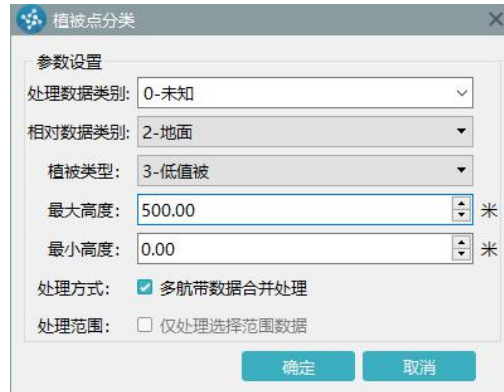 植被点分类
参数设置
处理数据类别: 0-未知
相对数据类别: 2-地面
植被类型: 3-低值被
最大高度: 500.00 米
最小高度: 0.00 米
处理方式: 多航带数据合并处理
处理范围: 仅处理选择范围数据
确定 取消